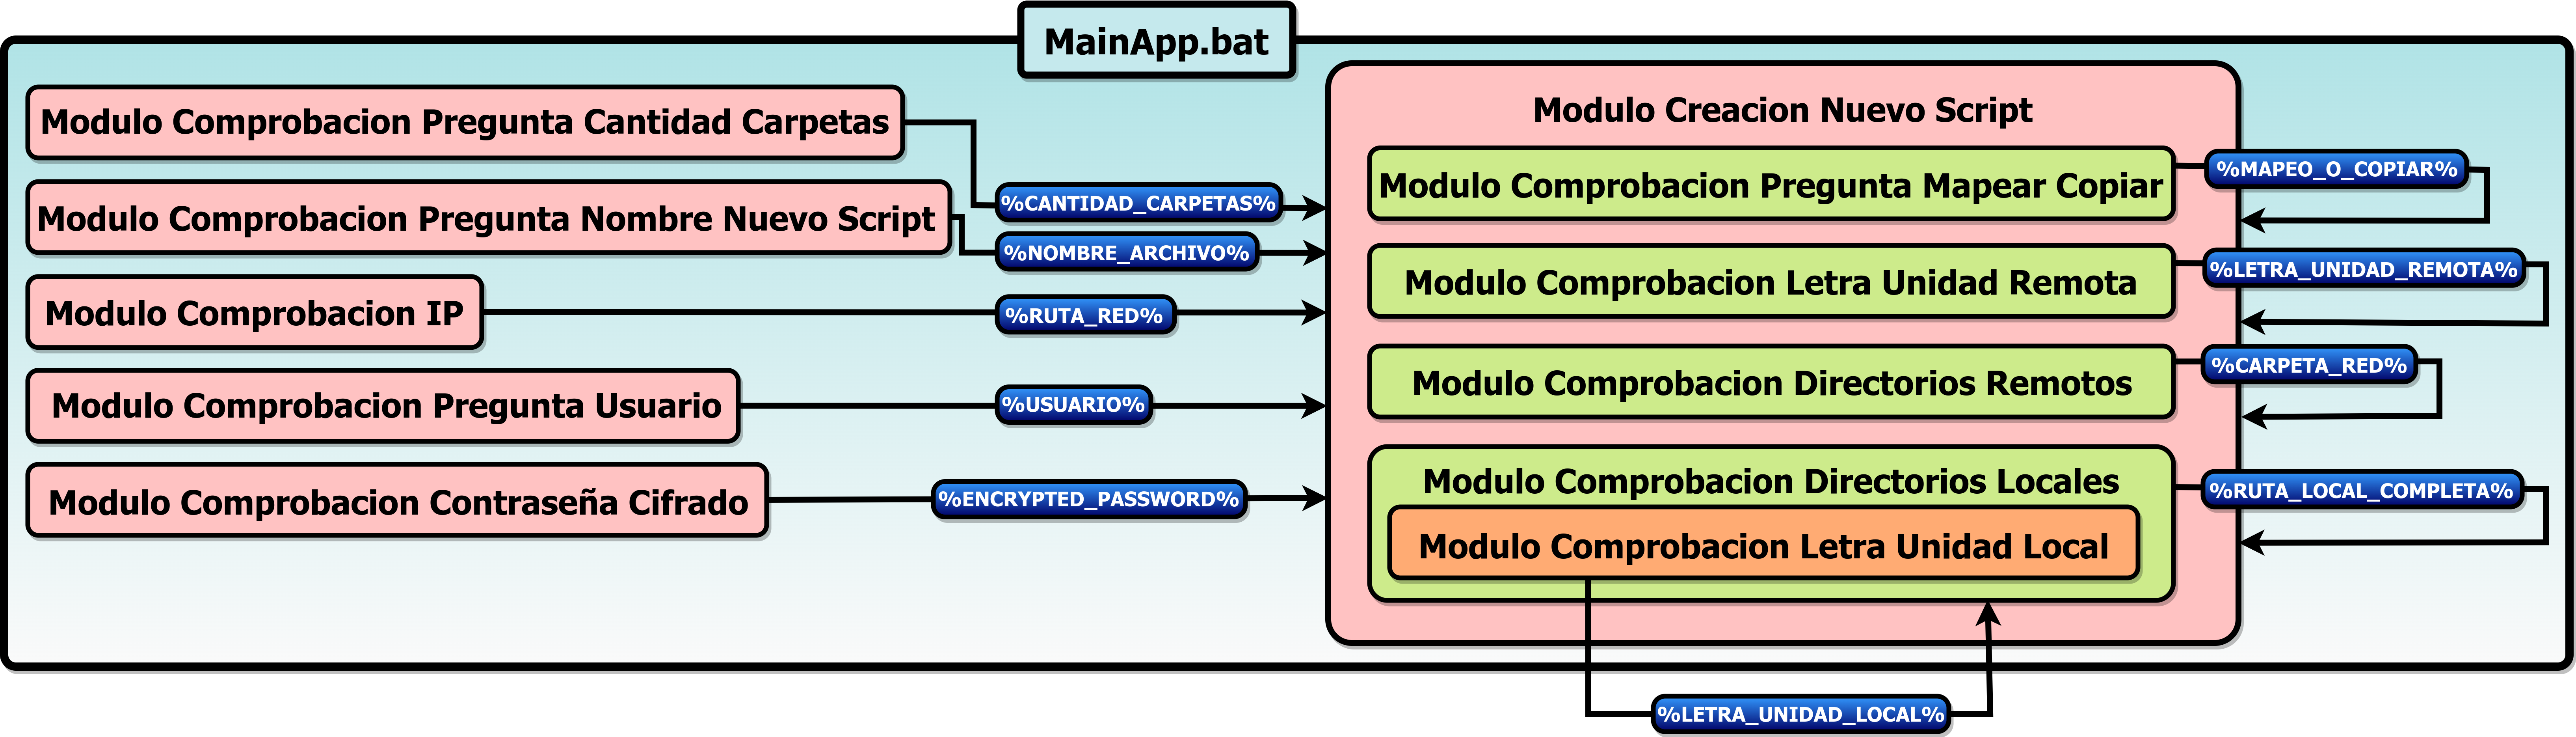 MainApp.bat
Modulo Comprobacion Pregunta Cantidad Carpetas
%CANTIDAD_CARPETAS%
Modulo Comprobacion Pregunta Nombre Nuevo Script
%NOMBRE_ARCHIVO%
Modulo Comprobacion IP
%RUTA_RED%
Modulo Comprobacion Pregunta Usuario
%USUARIO%
Modulo Comprobacion Contraseña Cifrado
%ENCRYPTED_PASSWORD%
Modulo Creacion Nuevo Script
Modulo Comprobacion Pregunta Mapear Copiar
%MAPEO_O_COPIAR%
Modulo Comprobacion Letra Unidad Remota
%LETRA_UNIDAD_REMOTA%
Modulo Comprobacion Directorios Remotos
%CARPETA_RED%
Modulo Comprobacion Directorios Locales
%RUTA_LOCAL_COMPLETA%
Modulo Comprobacion Letra Unidad Local
%LETRA_UNIDAD_LOCAL%